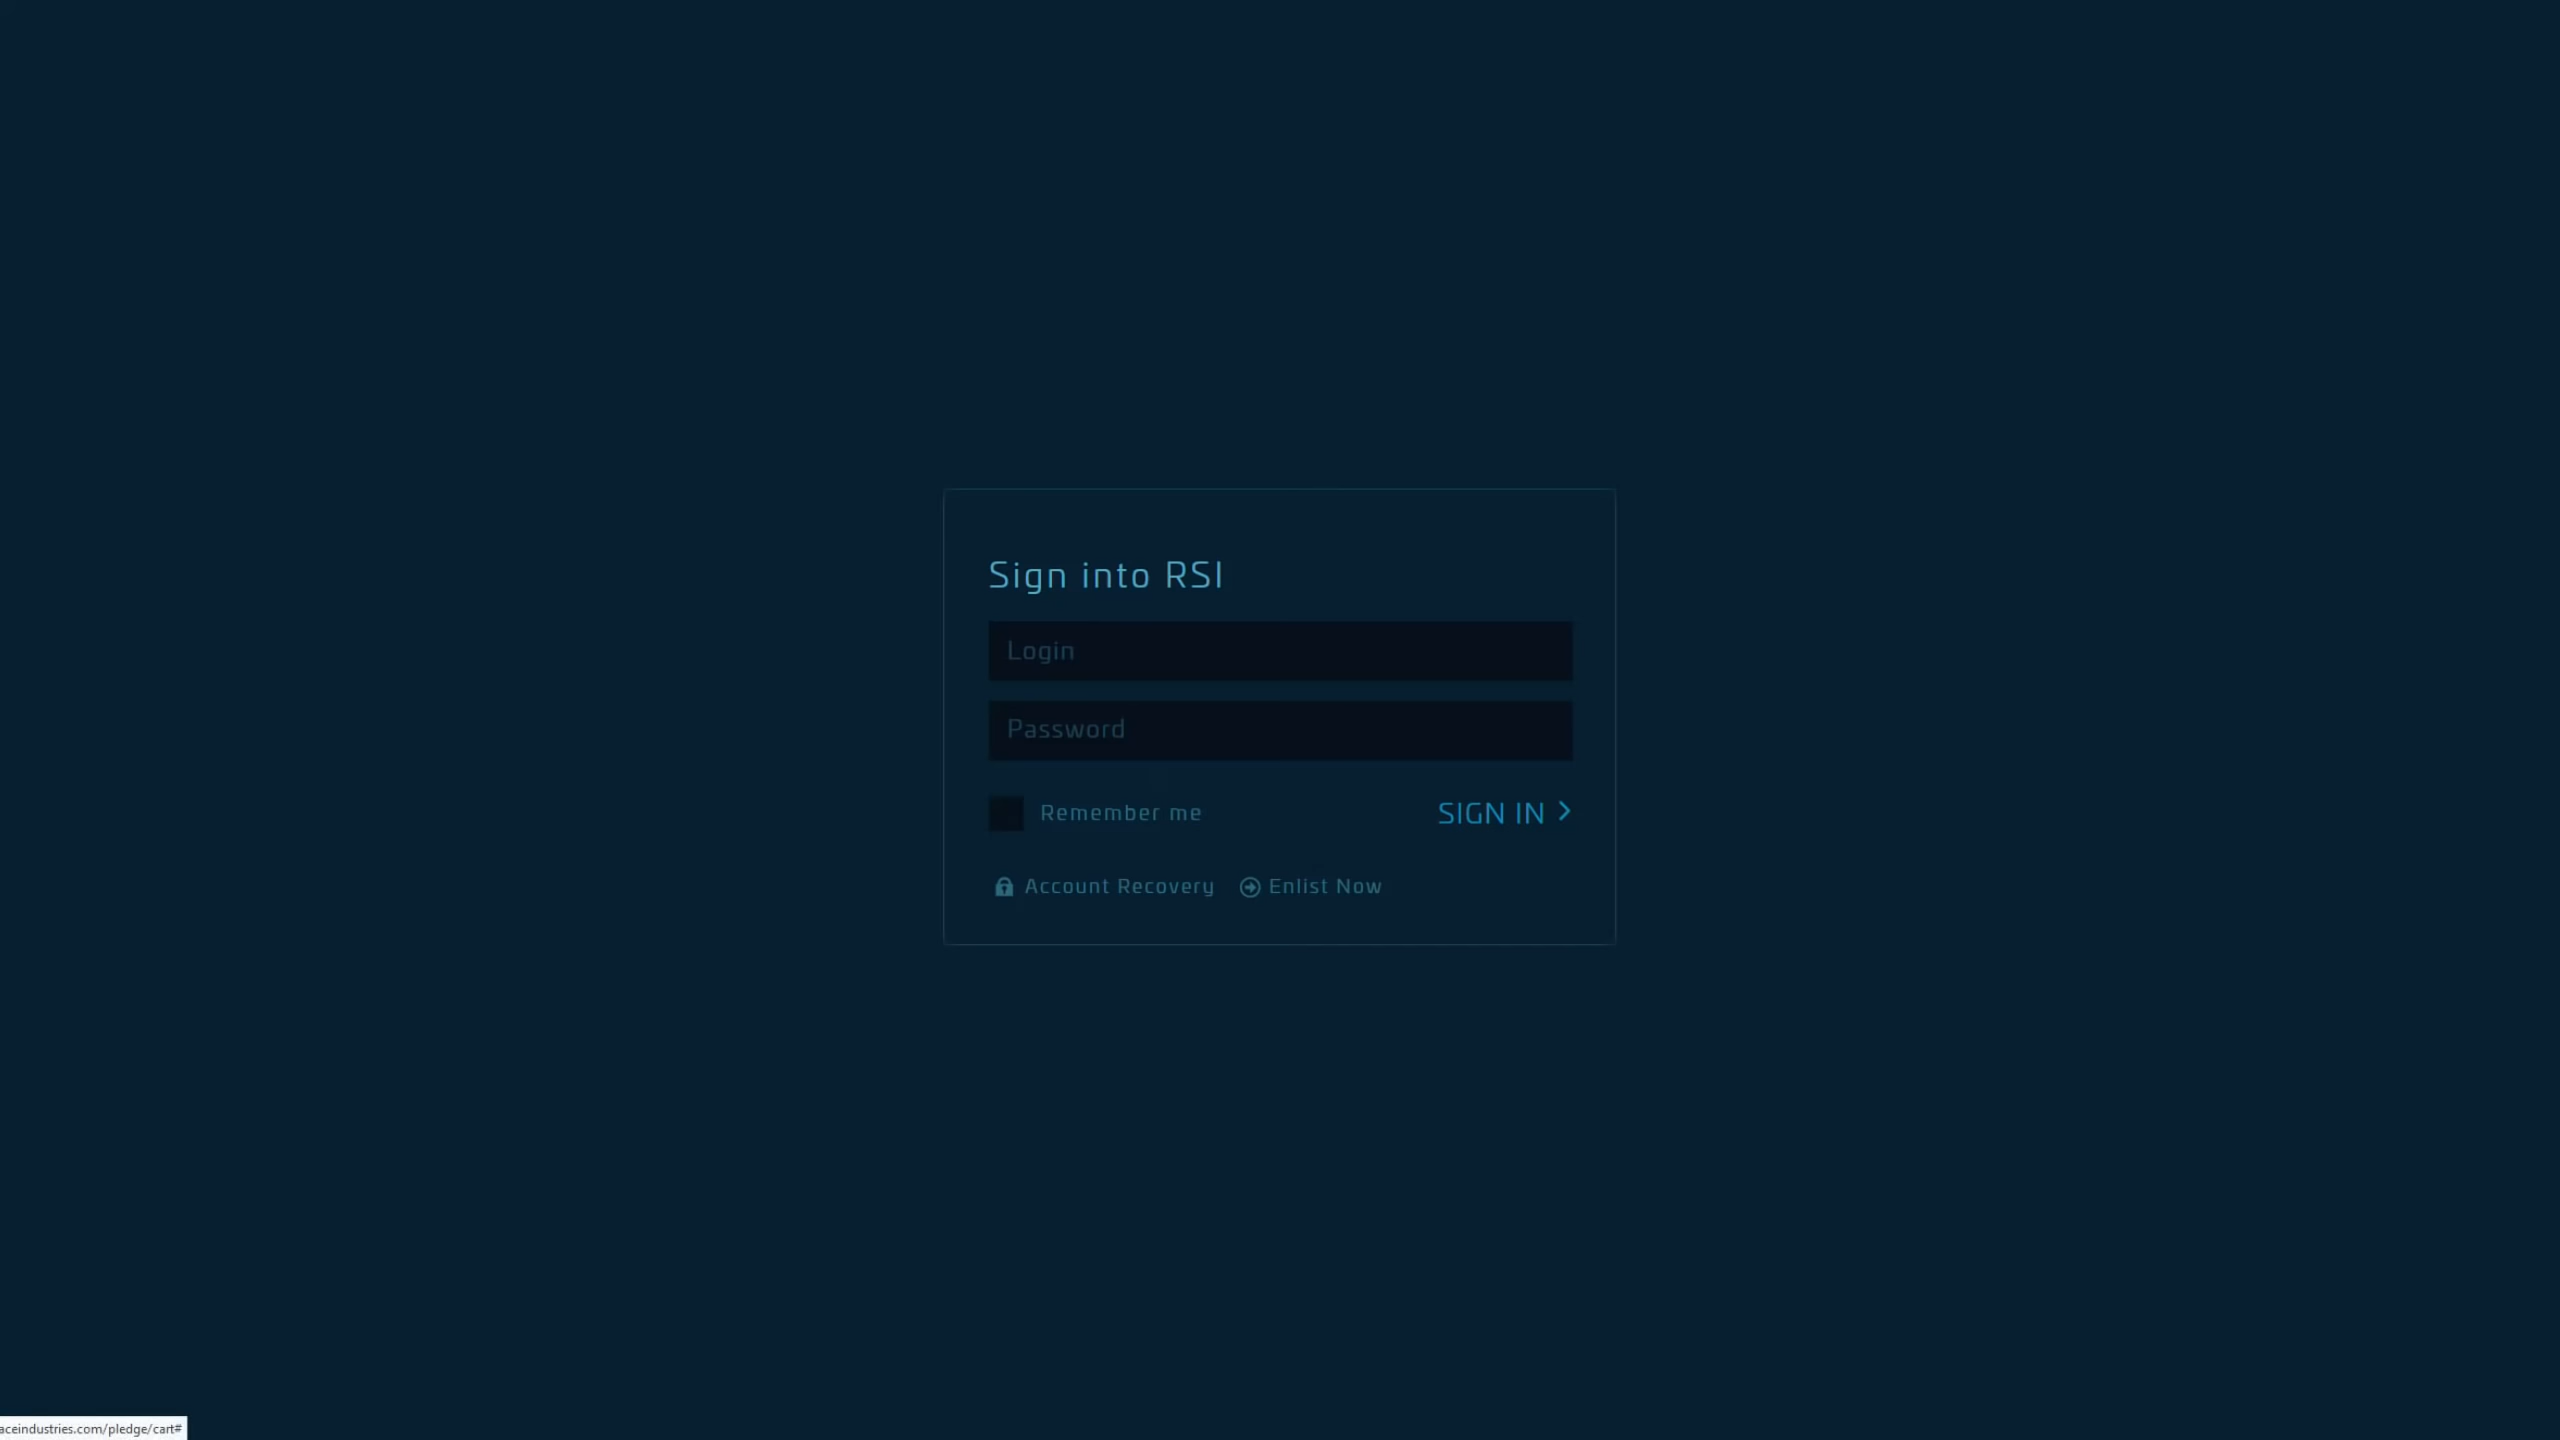 Sign into RSI
Login
Password
Remember me
SIGN IN
Account Recovery
Enlist Now
aceindustries.com/pledge/cart#